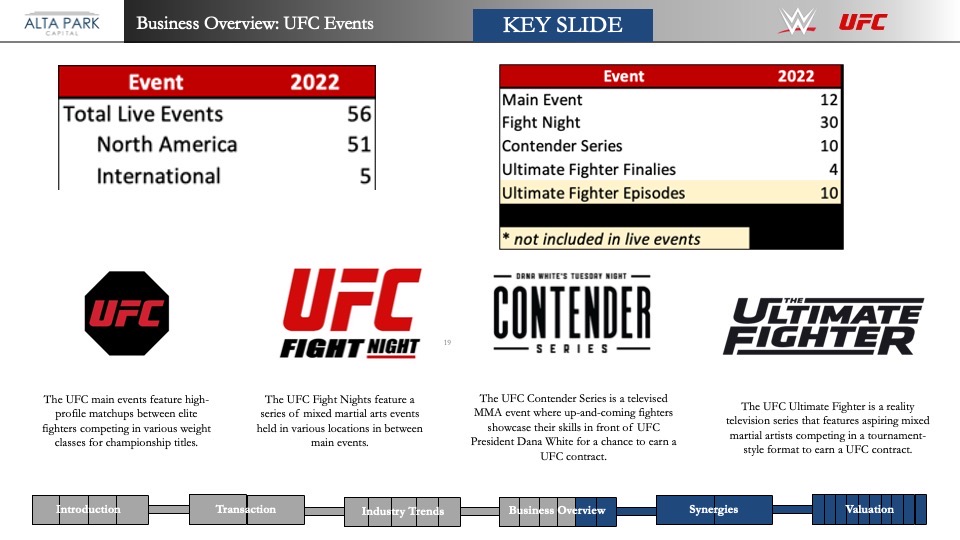 ALTA PARK
CAPITAL
Business Overview: UFC Events
KEY SLIDE
W
UFC
Event 2022
Total Live Events 56
North America 51
International 5
Event 2022
Main Event 12
Fight Night 30
Contender Series 10
Ultimate Fighter Finalies 4
Ultimate Fighter Episodes 10
* not included in live events
UFC
UFC
FIGHT NIGHT
DANA WHITE'S TUESDAY NIGHT
CONTENDER
SERIES
THE
ULTIMATE
FIGHTER
19
The UFC main events feature high-
profile matchups between elite
fighters competing in various weight
classes for championship titles.
The UFC Fight Nights feature a
series of mixed martial arts events
held in various locations in between
main events.
The UFC Contender Series is a televised
MMA event where up-and-coming fighters
showcase their skills in front of UFC
President Dana White for a chance to earn a
UFC contract.
The UFC Ultimate Fighter is a reality
television series that features aspiring mixed
martial artists competing in a tournament-
style format to earn a UFC contract.
Introduction
Transaction
Industry Trends
Business Overview
Synergies
Valuation